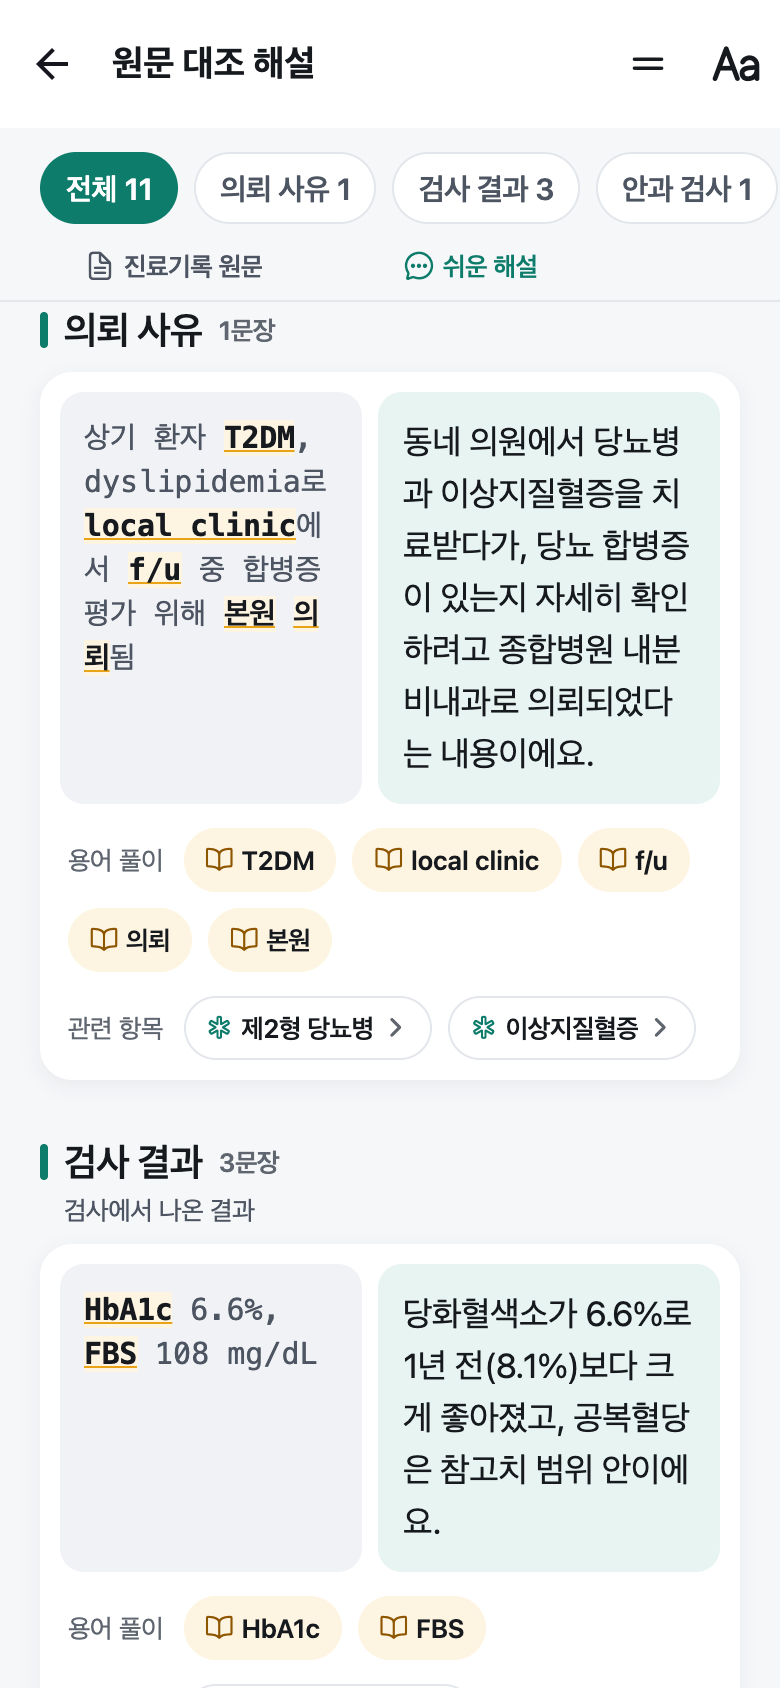 원문 대조 해설
Aa
전체 11
의뢰 사유 1
검사 결과 3
안과 검사 1
진료기록 원문
쉬운 해설
의뢰 사유 1문장
상기 환자 T2DM,
dyslipidemia로
local clinic에
서 f/u 중 합병증
평가 위해 본원 의
뢰됨
동네 의원에서 당뇨병
과 이상지질혈증을 치
료받다가, 당뇨 합병증
이 있는지 자세히 확인
하려고 종합병원 내분
비내과로 의뢰되었다
는 내용이에요.
용어 풀이 T2DM local clinic f/u
의뢰 본원
관련 항목 제2형 당뇨병 이상지질혈증
검사 결과 3문장
검사에서 나온 결과
HbA1c 6.6%,
FBS 108 mg/dL
당화혈색소가 6.6%로
1년 전(8.1%)보다 크
게 좋아졌고, 공복혈당
은 참고치 범위 안이에
요.
용어 풀이 HbA1c FBS